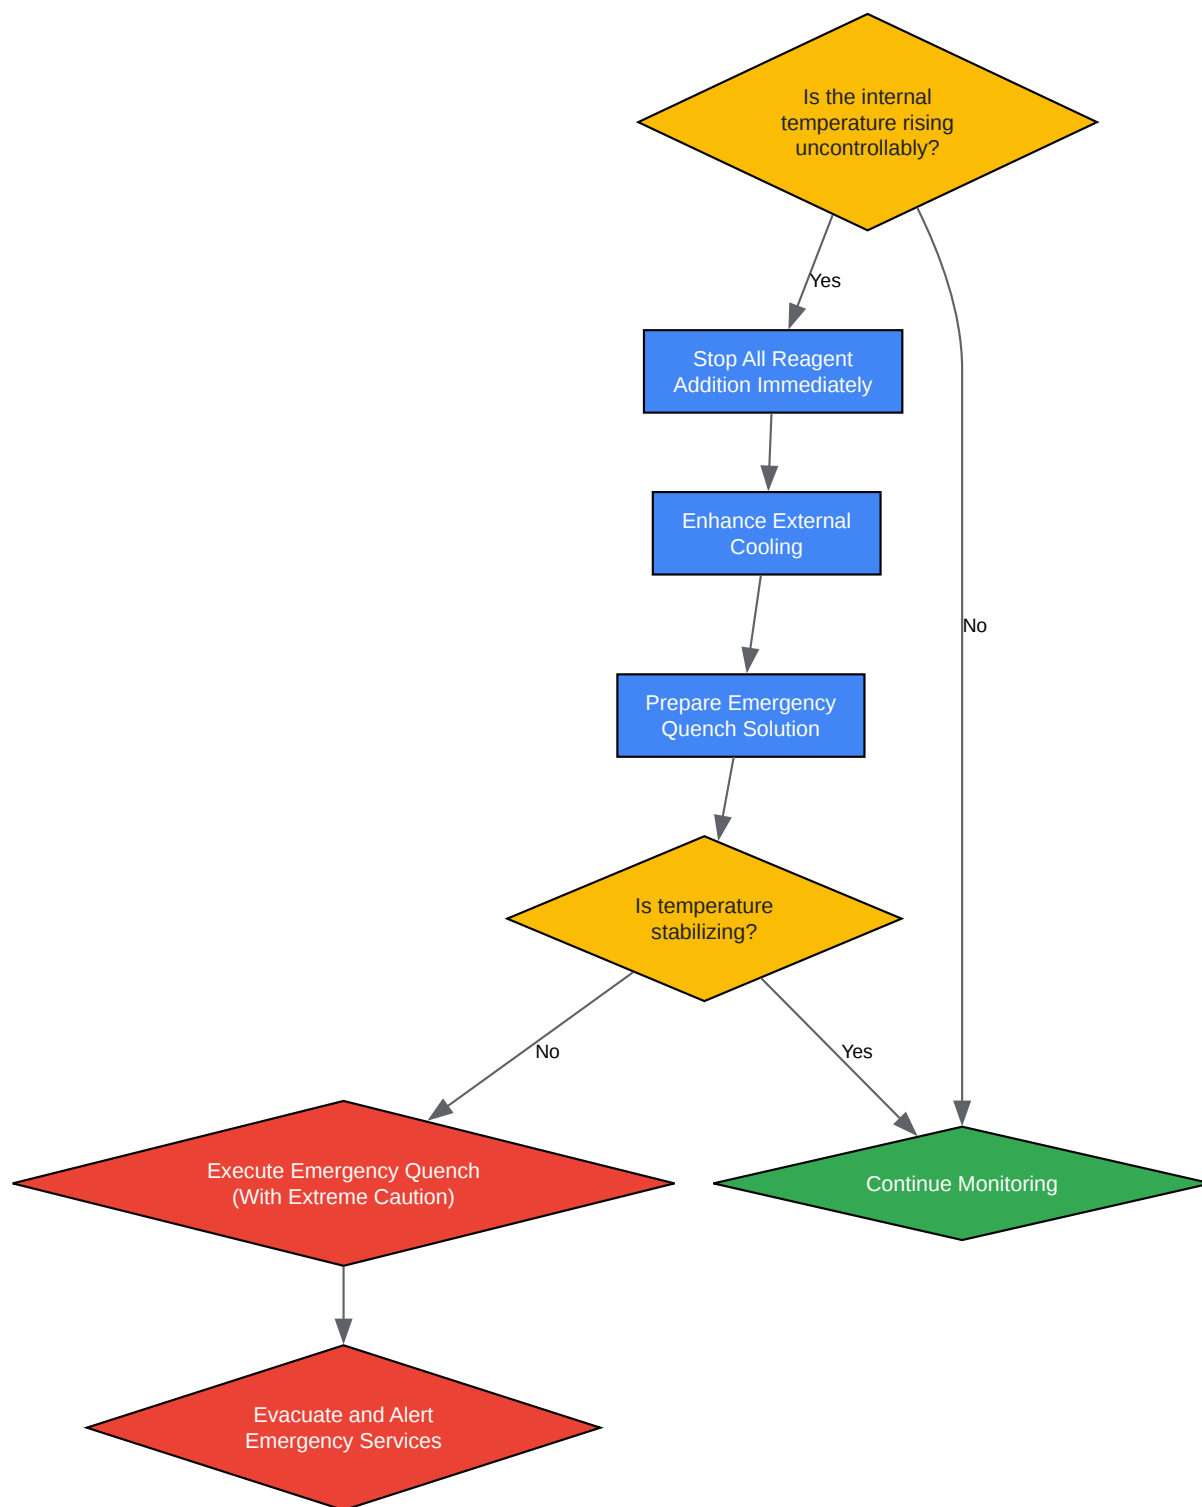 Is the internal
temperature rising
uncontrollably?
Yes
Stop All Reagent
Addition Immediately
Enhance External
Cooling
No
Prepare Emergency
Quench Solution
Is temperature
stabilizing?
No
Yes
Execute Emergency Quench
(With Extreme Caution)
Continue Monitoring
Evacuate and Alert
Emergency Services